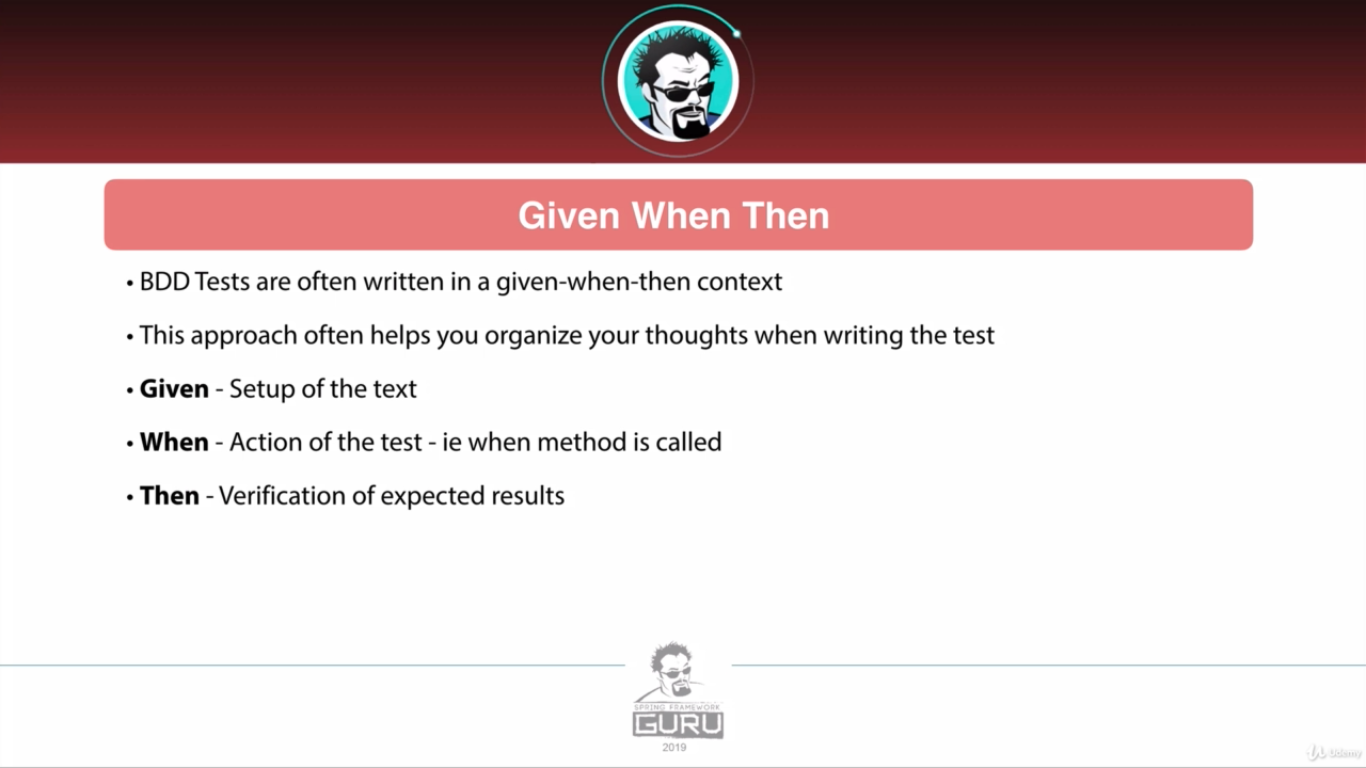 Given When Then
• BDD Tests are often written in a given-when-then context
• This approach often helps you organize your thoughts when writing the test
• Given - Setup of the text
• When - Action of the test - ie when method is called
• Then - Verification of expected results
SPRING FRAMEWORK
GURU
2019
Udemy